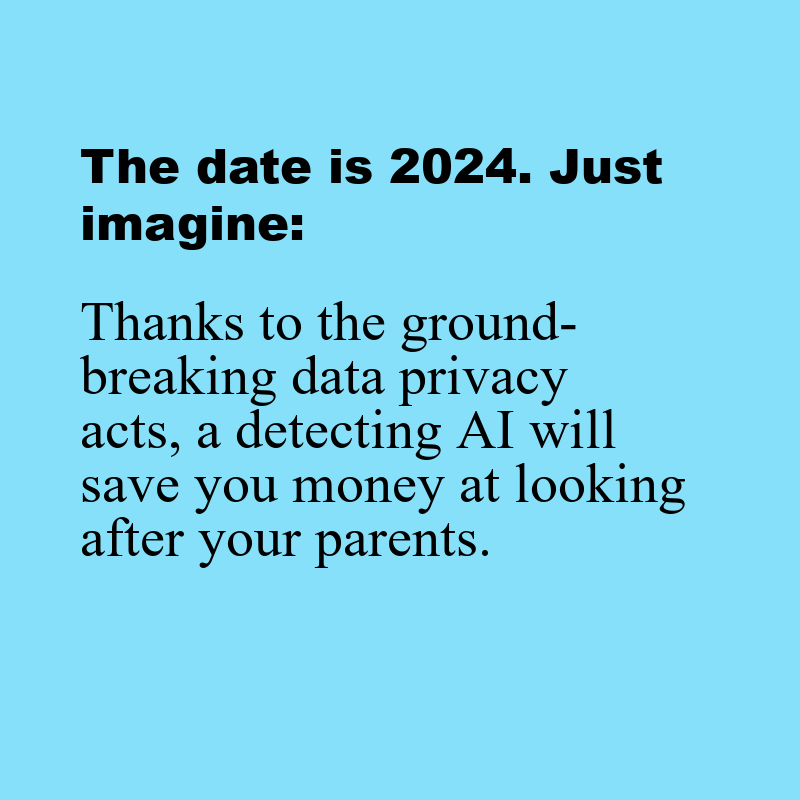 The date is 2024. Just
imagine:
Thanks to the ground-
breaking data privacy
acts, a detecting AI will
save you money at looking
after your parents.